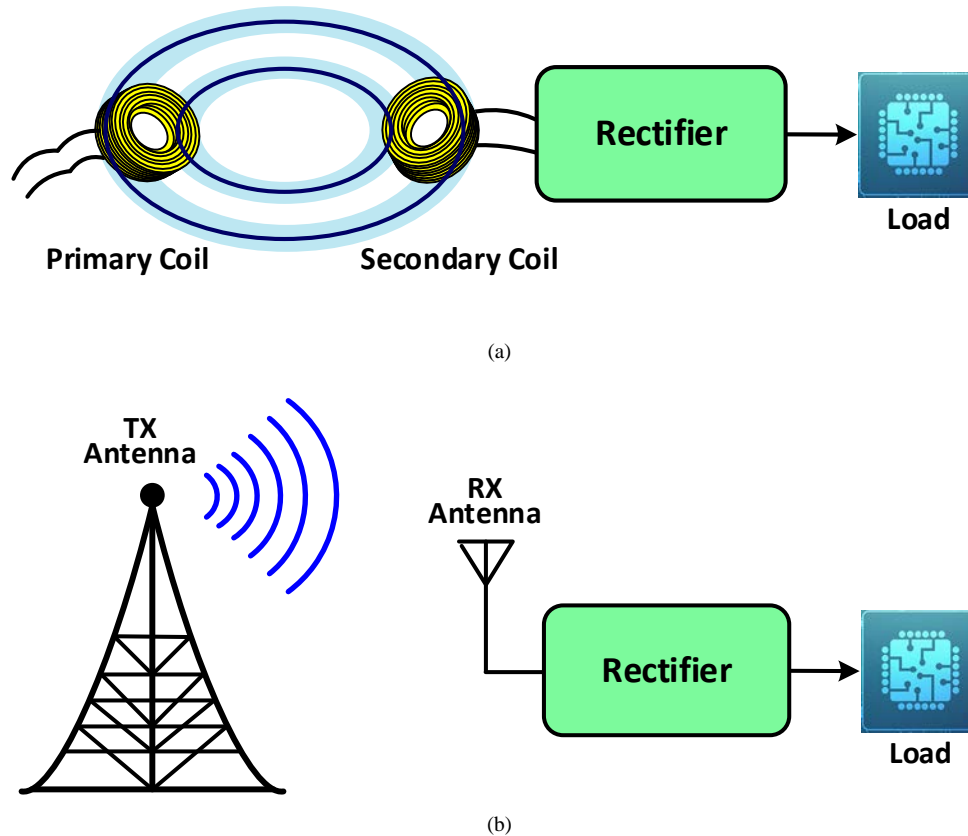 Rectifier
Load
Primary Coil
Secondary Coil
(a)
TX
Antenna
RX
Antenna
Rectifier
Load
(b)